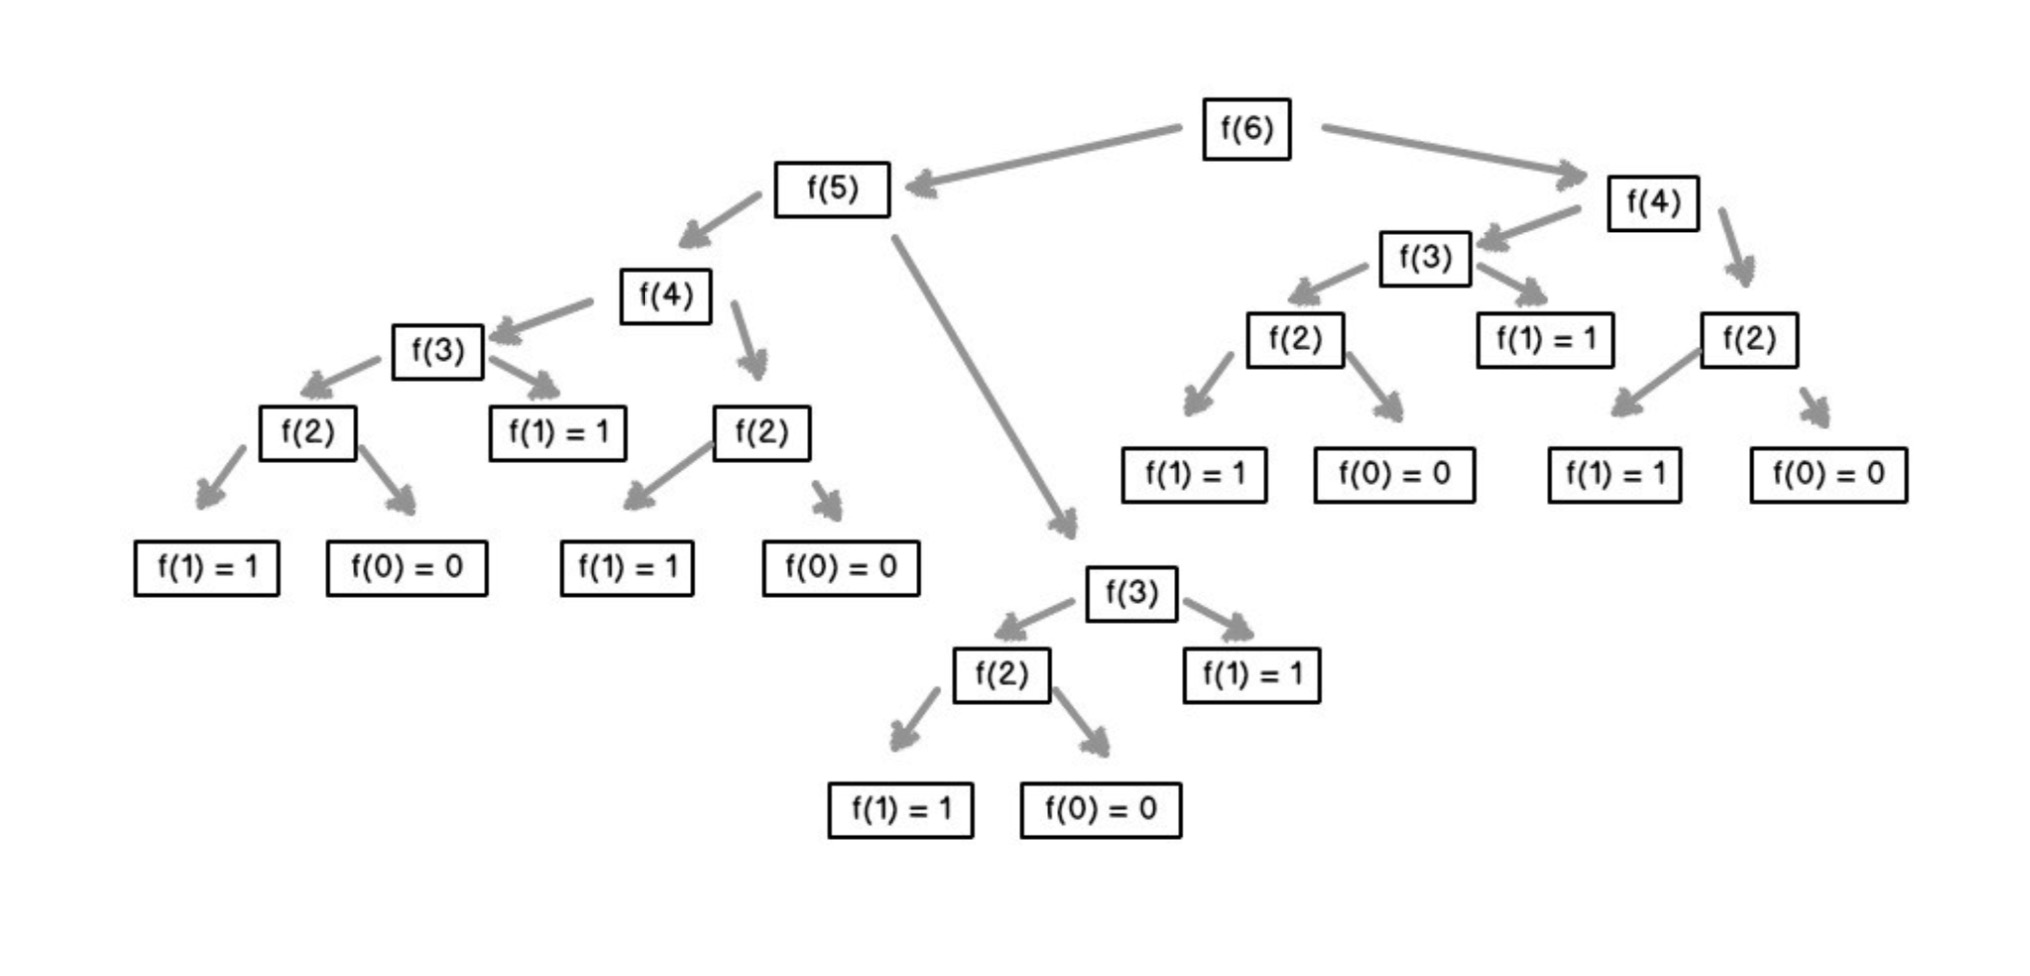 f(6)
f(5)
f(4)
f(3)
f(4)
f(3)
f(2)
f(1) = 1
f(2)
f(2)
f(1) = 1
f(2)
f(1) = 1
f(0) = 0
f(1) = 1
f(0) = 0
f(1) = 1
f(0) = 0
f(1) = 1
f(0) = 0
f(3)
f(2)
f(1) = 1
f(1) = 1
f(0) = 0